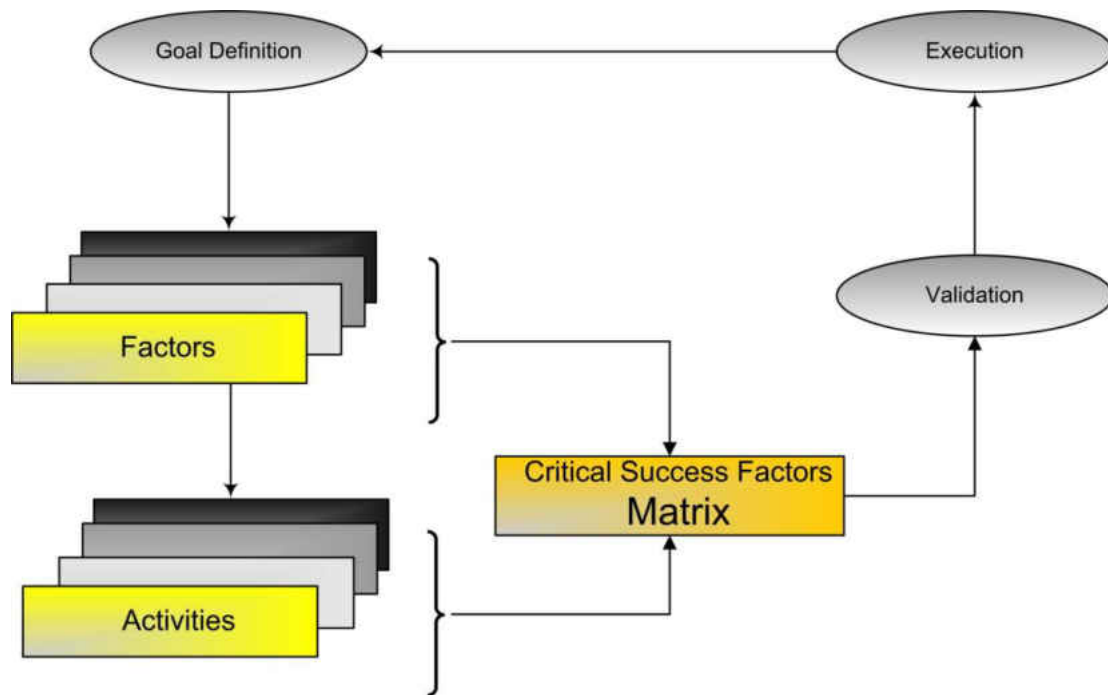 Goal Definition
Execution
Validation
Factors
Critical Success Factors
Matrix
Activities